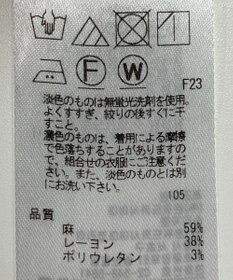 F
W
F23
淡色のものは無蛍光洗剤を使用。
よくすすぎ、絞りの後すぐに干
すこと。
濃色のものは、着用による摩擦
で色落ちすることがありますの
で、組合せの衣服にご注意くだ
さい。また、淡色のものとは別
にお洗い下さい。
105
品質
麻 59%
レーヨン 38%
ポリウレタン 3%